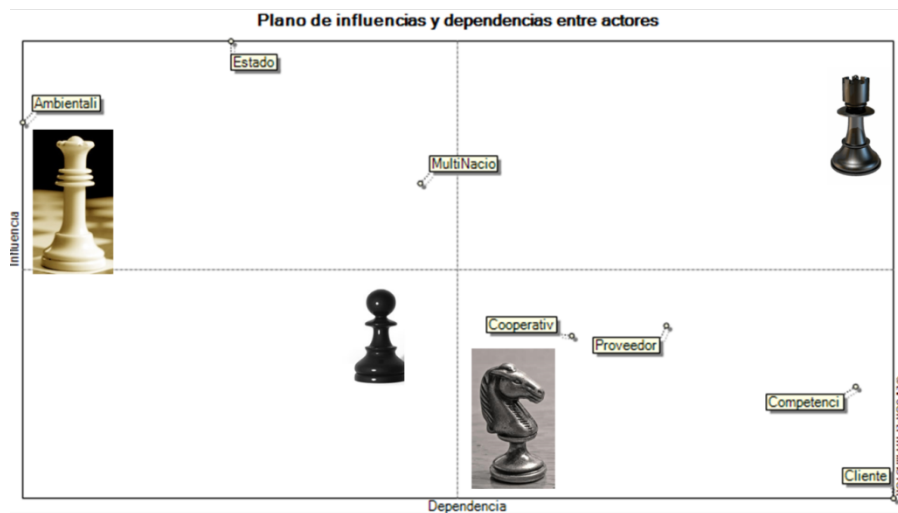 Plano de influencias y dependencias entre actores
Estado
Ambientali
MultiNacio
Influencia
Cooperativ
Proveedor
Competenci
Cliente
Dependencia